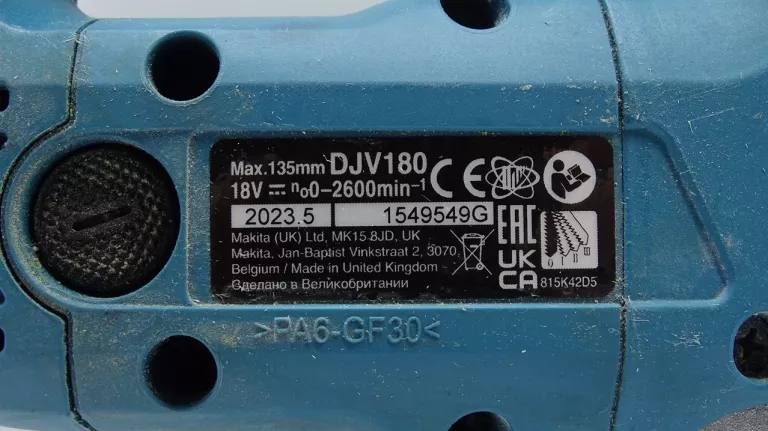 Max.135mm DJV180
18V ⎓ n₀0–2600min⁻¹
2023.5 1549549G
Makita (UK) Ltd, MK15 8JD, UK
Makita, Jan-Baptist Vinkstraat 2, 3070,
Belgium / Made in United Kingdom
Сделано в Великобритании
CE
EAC
UK
CA
815K42D5
>PA6-GF30<